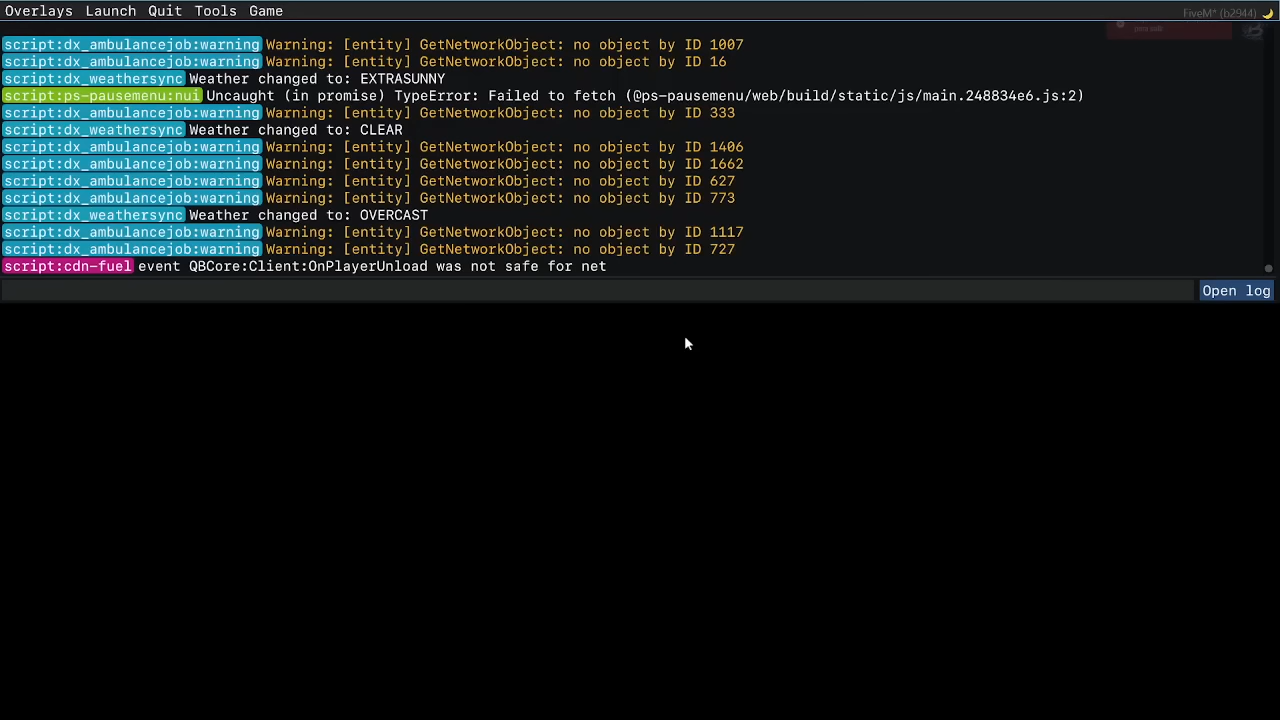 Overlays Launch Quit Tools Game
FiveM* (b2944)
script:dx_ambulancejob:warning Warning: [entity] GetNetworkObject: no object by ID 1007
script:dx_ambulancejob:warning Warning: [entity] GetNetworkObject: no object by ID 16
script:dx_weathersync Weather changed to: EXTRASUNNY
script:ps-pausemenu:nui Uncaught (in promise) TypeError: Failed to fetch (@ps-pausemenu/web/build/static/js/main.248834e6.js:2)
script:dx_ambulancejob:warning Warning: [entity] GetNetworkObject: no object by ID 333
script:dx_weathersync Weather changed to: CLEAR
script:dx_ambulancejob:warning Warning: [entity] GetNetworkObject: no object by ID 1406
script:dx_ambulancejob:warning Warning: [entity] GetNetworkObject: no object by ID 1662
script:dx_ambulancejob:warning Warning: [entity] GetNetworkObject: no object by ID 627
script:dx_ambulancejob:warning Warning: [entity] GetNetworkObject: no object by ID 773
script:dx_weathersync Weather changed to: OVERCAST
script:dx_ambulancejob:warning Warning: [entity] GetNetworkObject: no object by ID 1117
script:dx_ambulancejob:warning Warning: [entity] GetNetworkObject: no object by ID 727
script:cdn-fuel event QBCore:Client:OnPlayerUnload was not safe for net
Open log